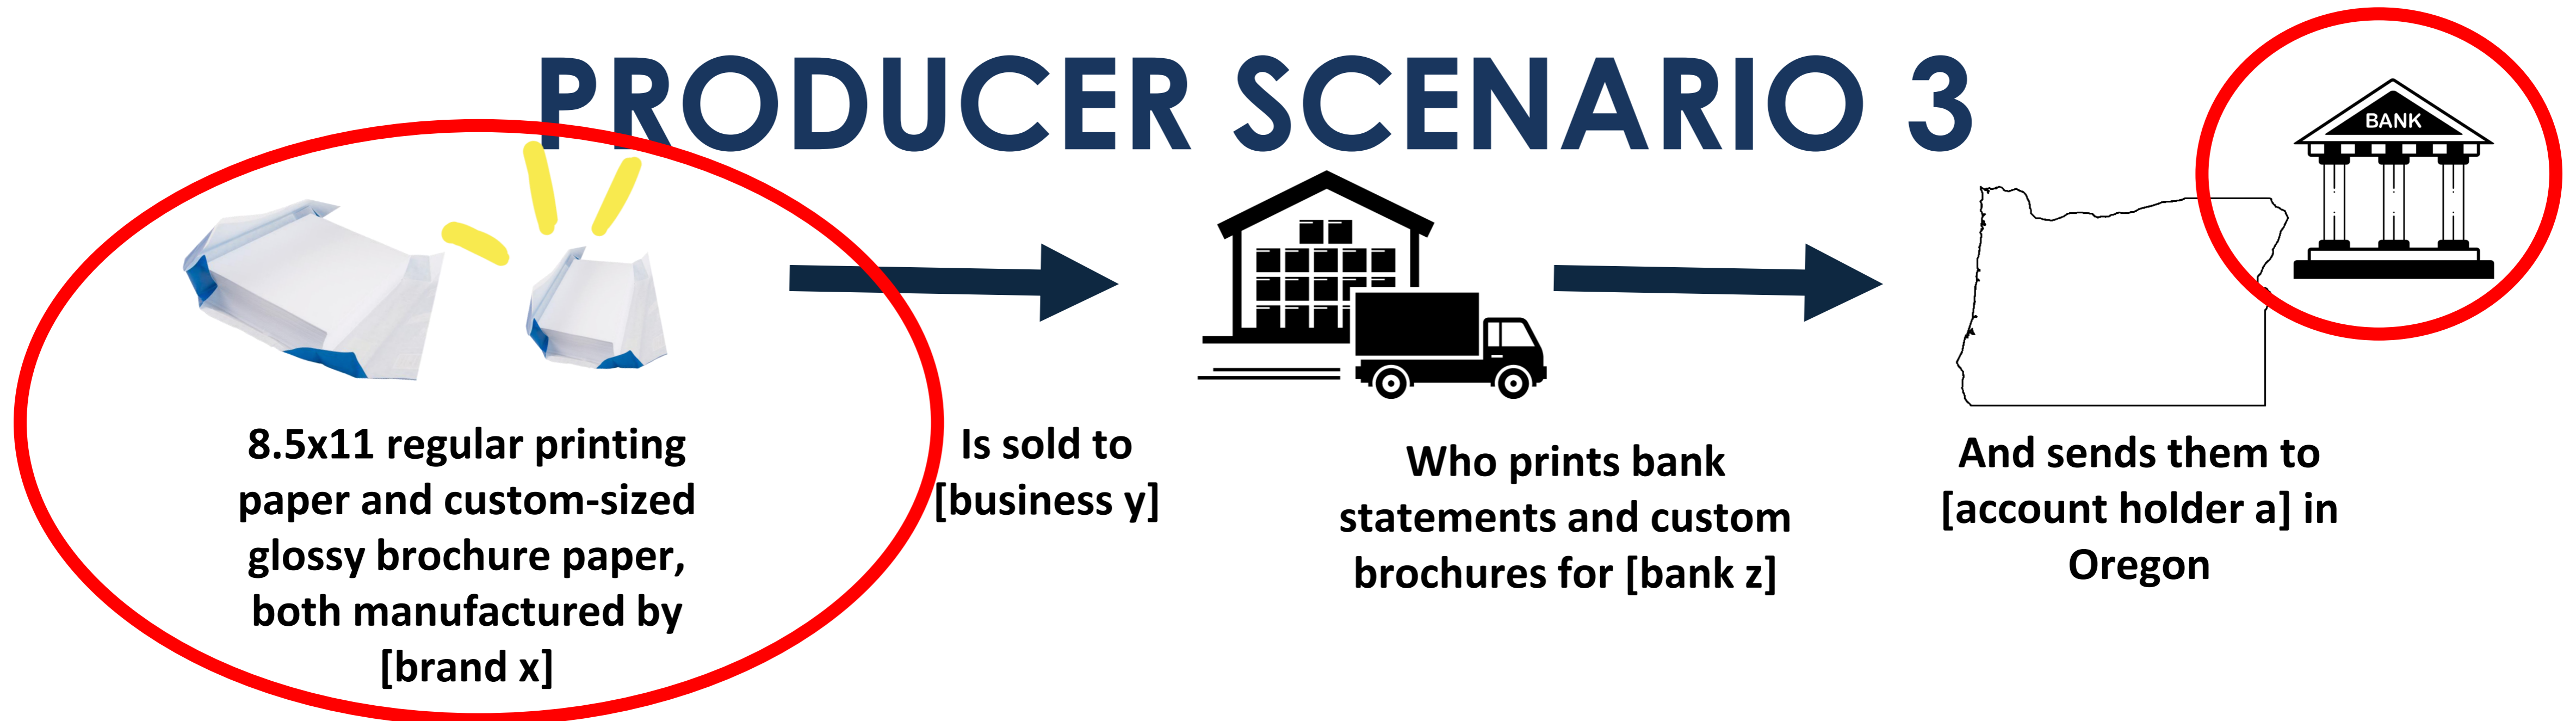 PRODUCER SCENARIO 3
BANK
8.5x11 regular printing
paper and custom-sized
glossy brochure paper,
both manufactured by
[brand x]
Is sold to
[business y]
Who prints bank
statements and custom
brochures for [bank z]
And sends them to
[account holder a] in
Oregon